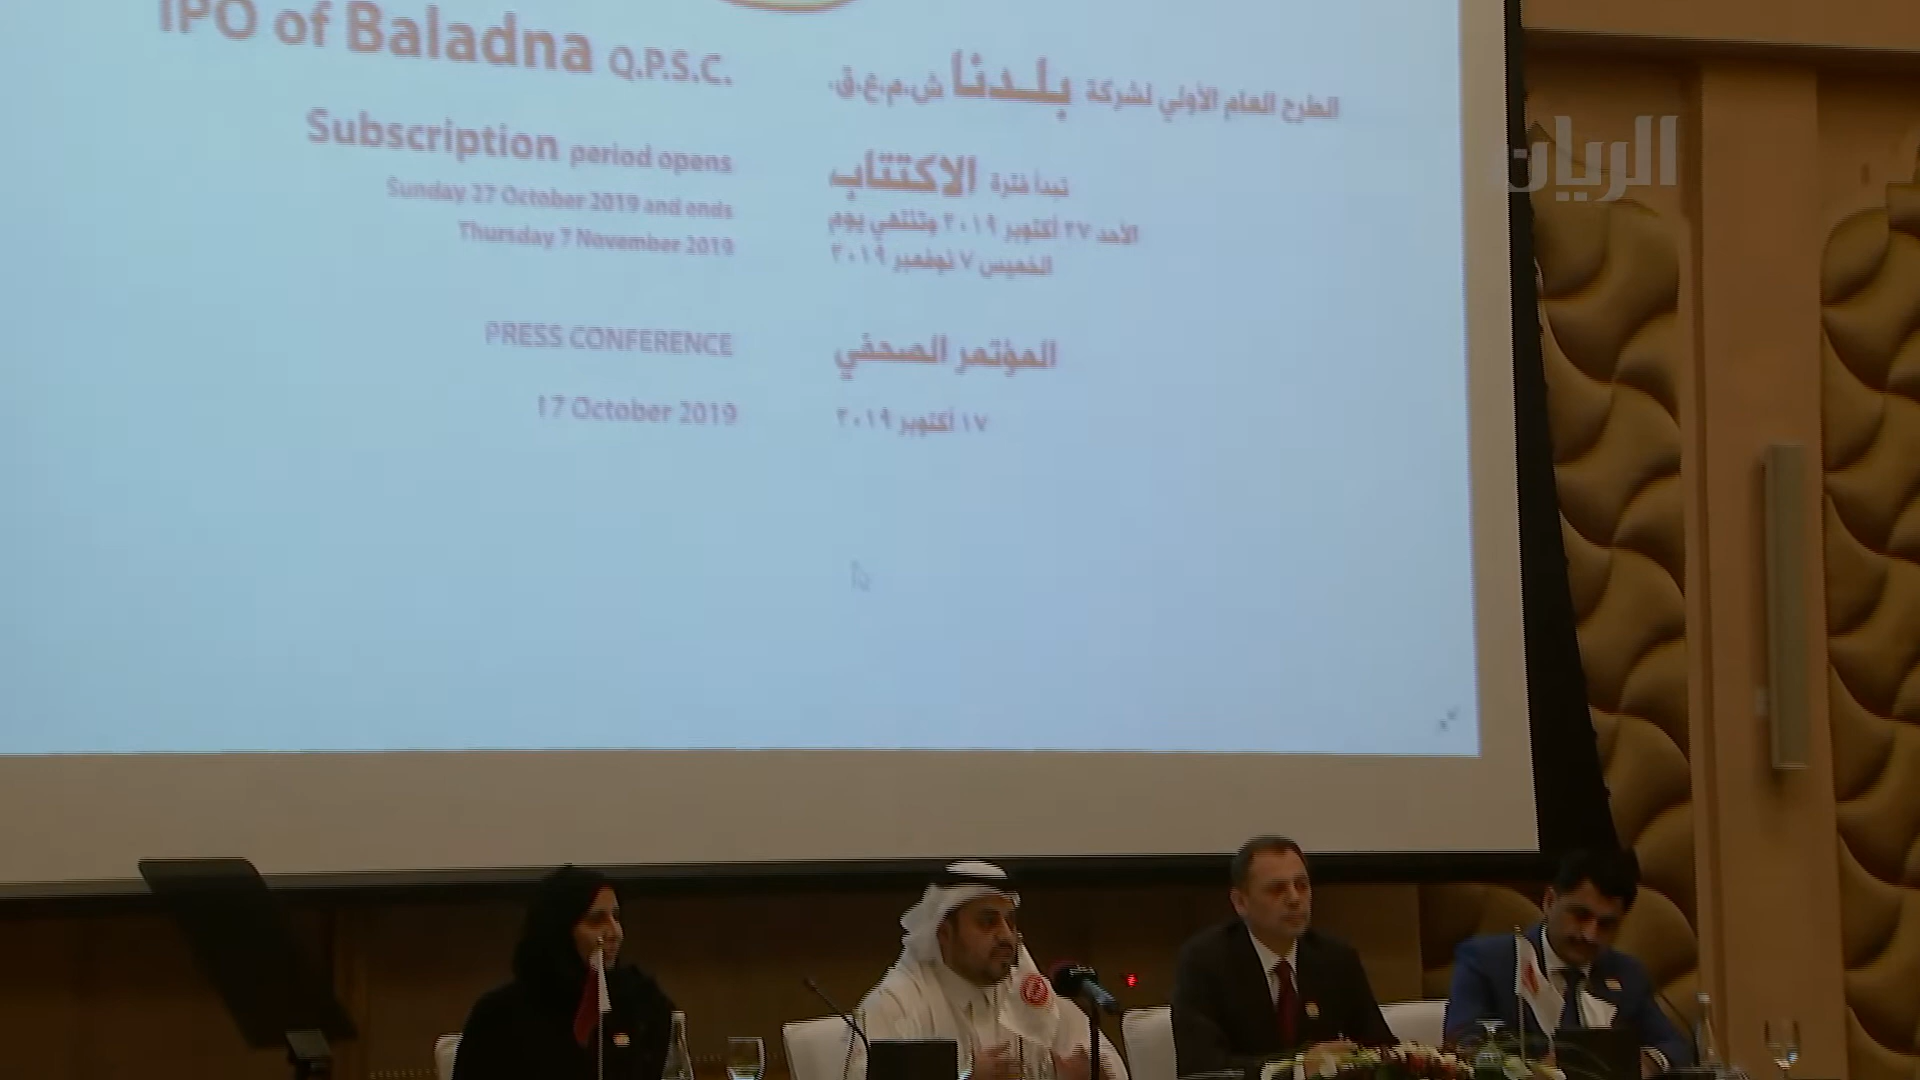 IPO of Baladna Q.P.S.C.
Subscription period opens
Sunday 27 October 2019 and ends
Thursday 7 November 2019
PRESS CONFERENCE
17 October 2019
الطرح العام الأولي لشركة بلدنا ش.م.ع.ق.
تبدأ فترة الاكتتاب
الأحد ٢٧ أكتوبر ٢٠١٩ وتنتهي يوم
الخميس ٧ نوفمبر ٢٠١٩
المؤتمر الصحفي
١٧ أكتوبر ٢٠١٩
الريان